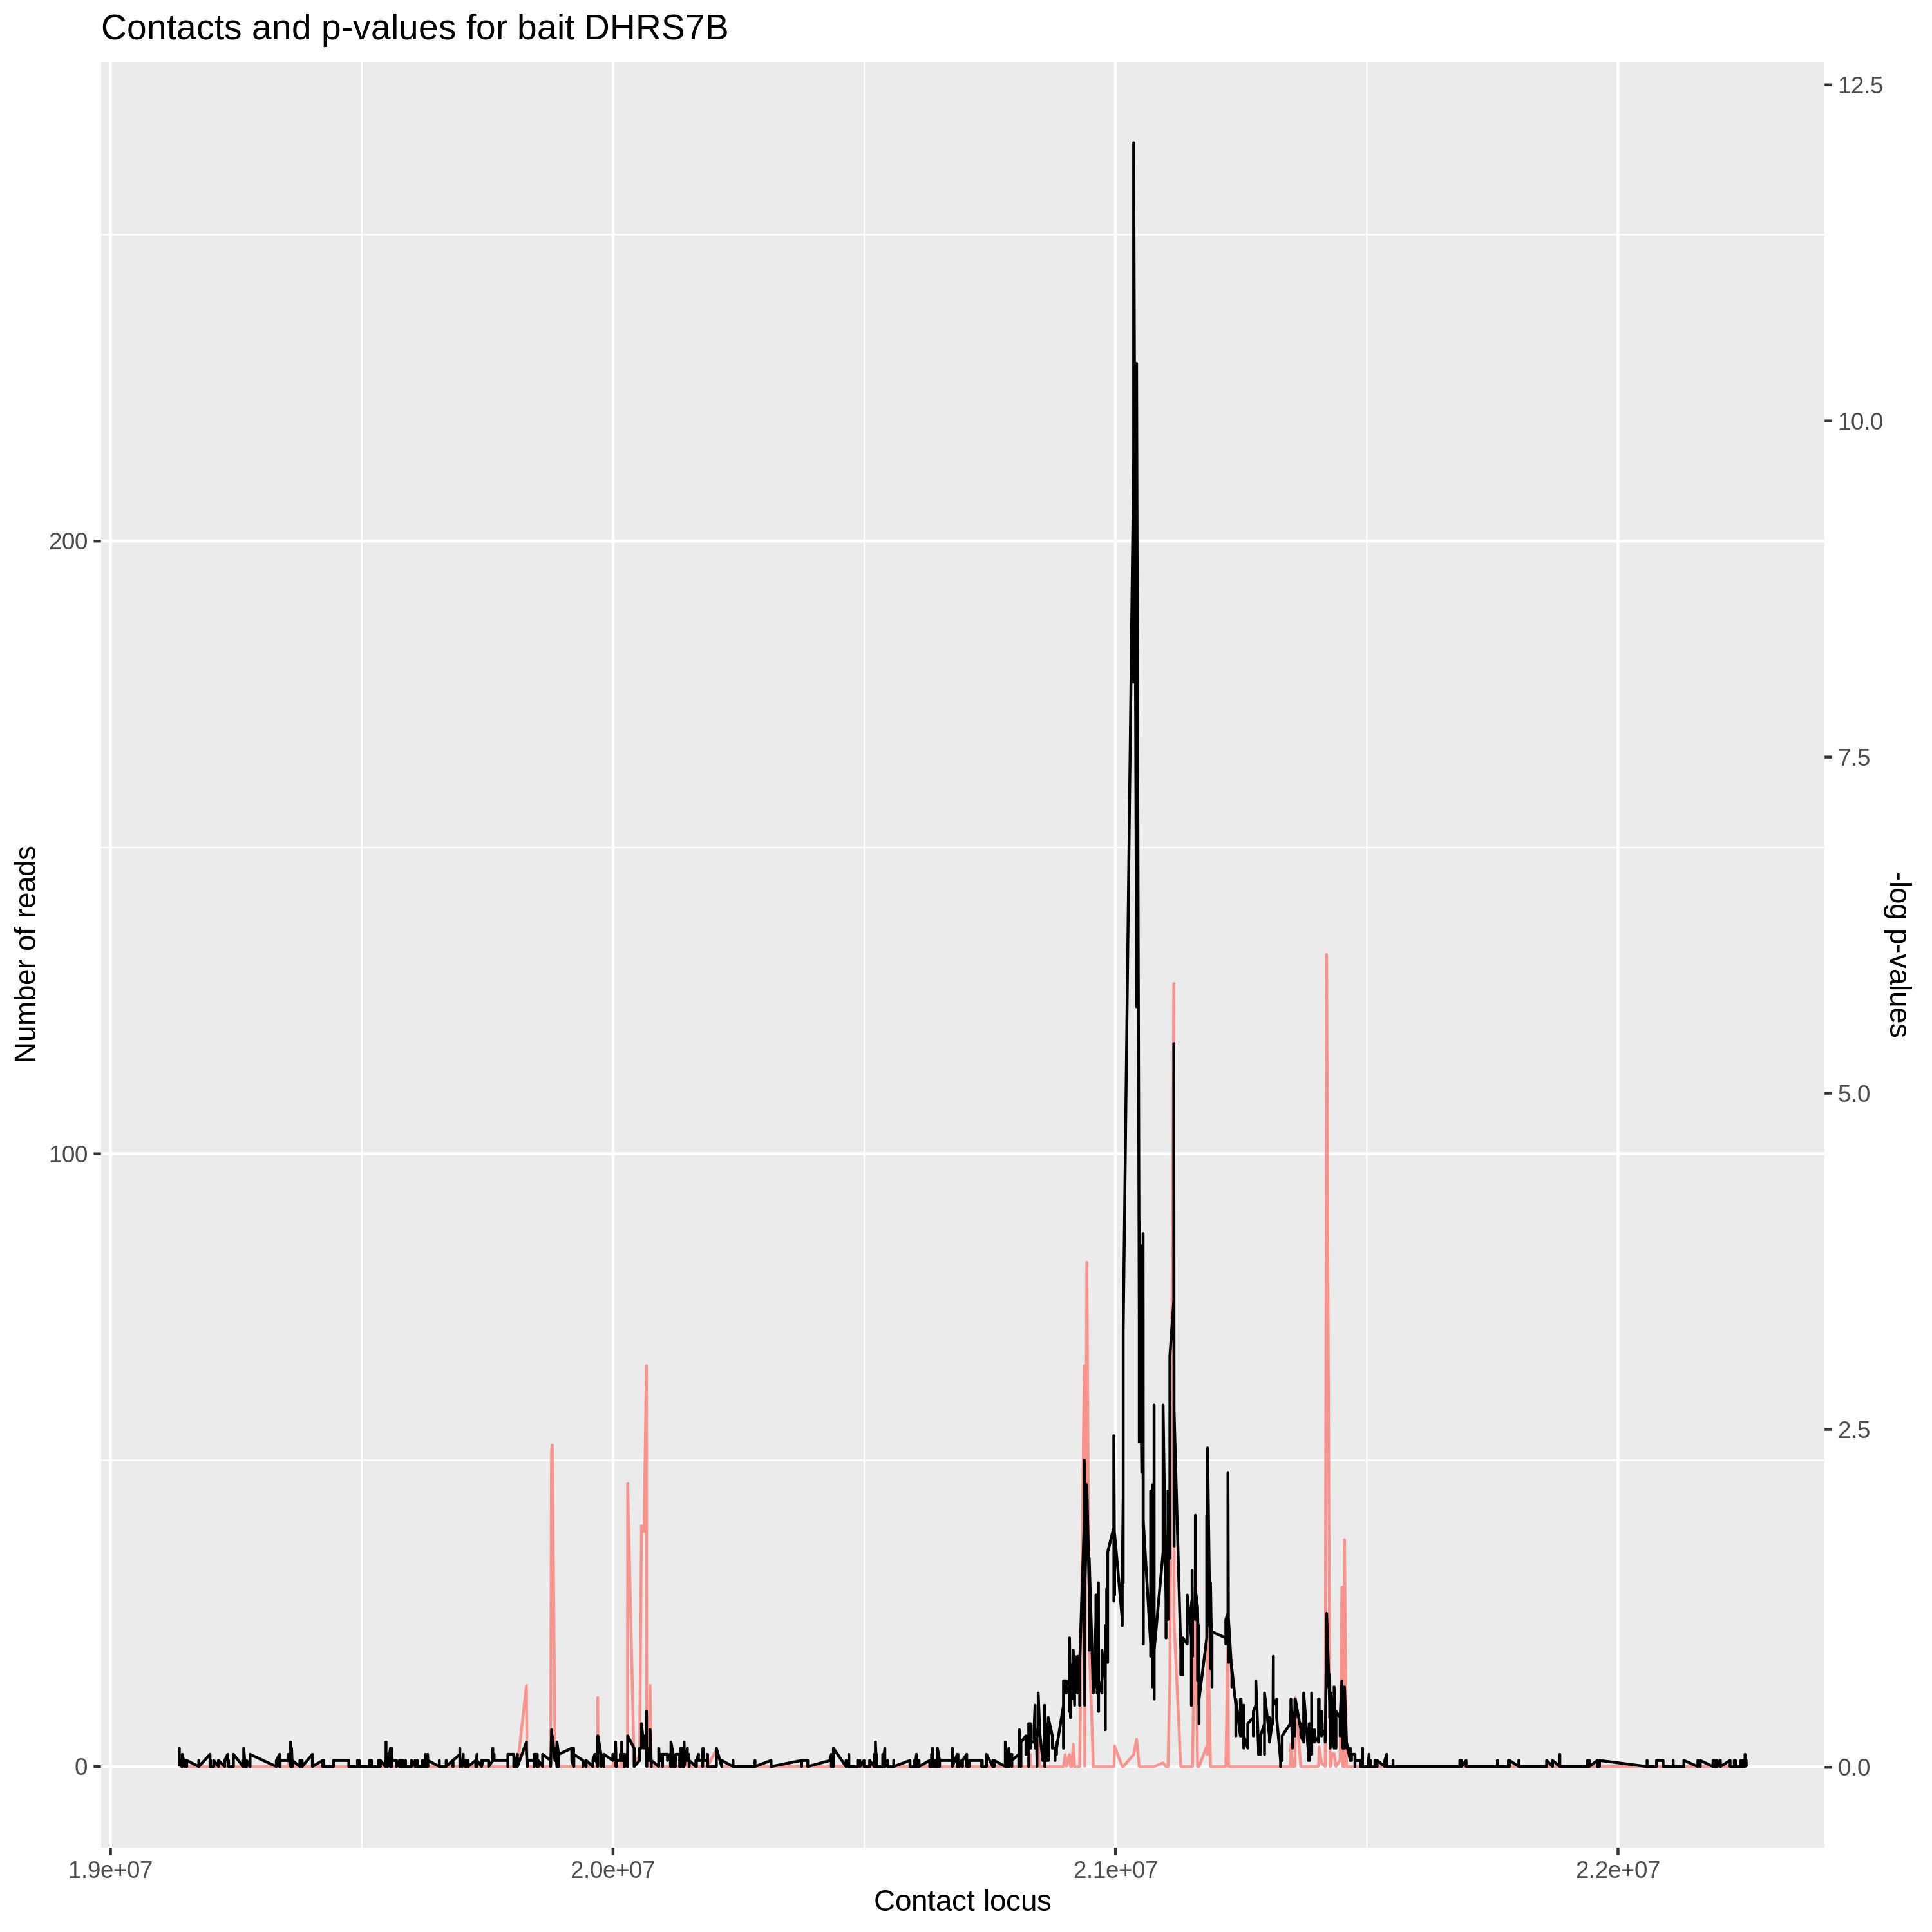 Contacts and p-values for bait DHRS7B
Number of reads
200
100
0
12.5
10.0
7.5
5.0
2.5
0.0
-log p-values
1.9e+07
2.0e+07
2.1e+07
2.2e+07
Contact locus